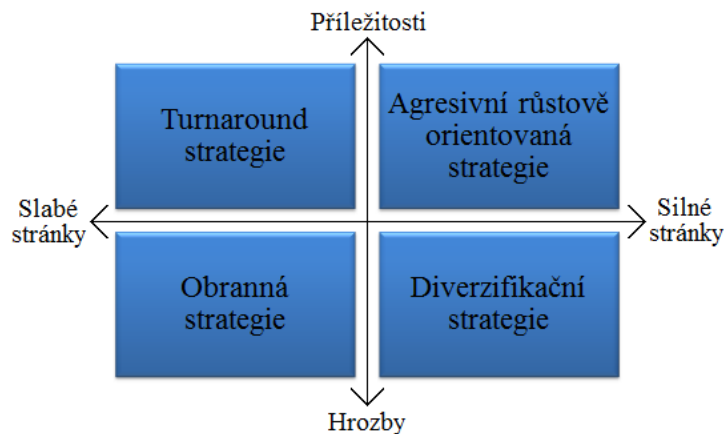 Příležitosti
Turnaround
strategie
Agresivní růstově
orientovaná
strategie
Slabé
stránky
Silné
stránky
Obranná
strategie
Diverzifikační
strategie
Hrozby